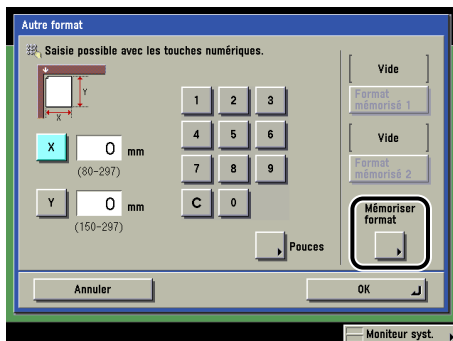 Autre format
Saisie possible avec les touches numériques.
Y
X
X
0 mm
(80-297)
Y
0 mm
(150-297)
1 2 3
4 5 6
7 8 9
C 0
Pouces
Vide
Format
mémorisé 1
Vide
Format
mémorisé 2
Mémoriser
format
Annuler
OK
Moniteur syst.